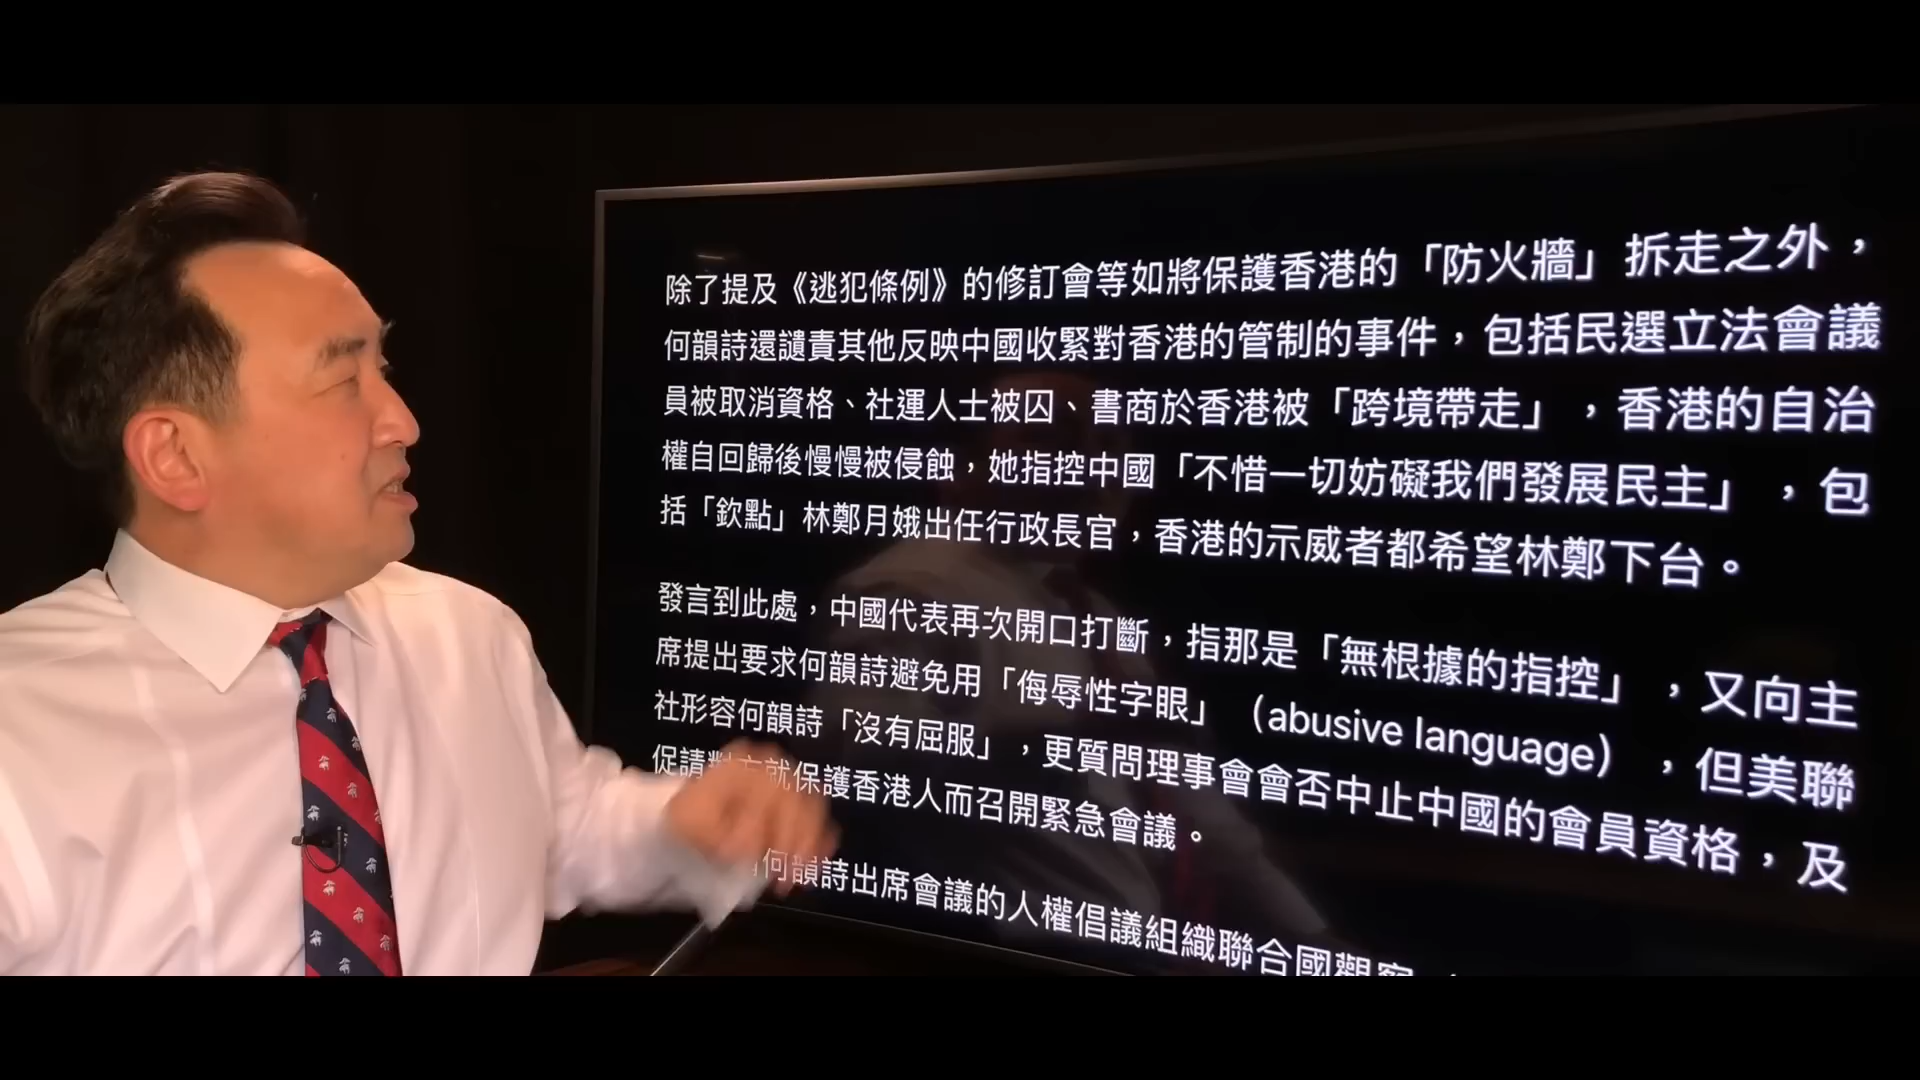 除了提及《逃犯條例》的修訂會等如將保護香港的「防火牆」拆走之外，
何韻詩還譴責其他反映中國收緊對香港的管制的事件，包括民選立法會議
員被取消資格、社運人士被囚、書商於香港被「跨境帶走」，香港的自治
權自回歸後慢慢被侵蝕，她指控中國「不惜一切妨礙我們發展民主」，包
括「欽點」林鄭月娥出任行政長官，香港的示威者都希望林鄭下台。
發言到此處，中國代表再次開口打斷，指那是「無根據的指控」，又向主
席提出要求何韻詩避免用「侮辱性字眼」（abusive language），但美聯
社形容何韻詩「沒有屈服」，更質問理事會會否中止中國的會員資格，及
促請對方就保護香港人而召開緊急會議。
何韻詩出席會議的人權倡議組織聯合國觀察